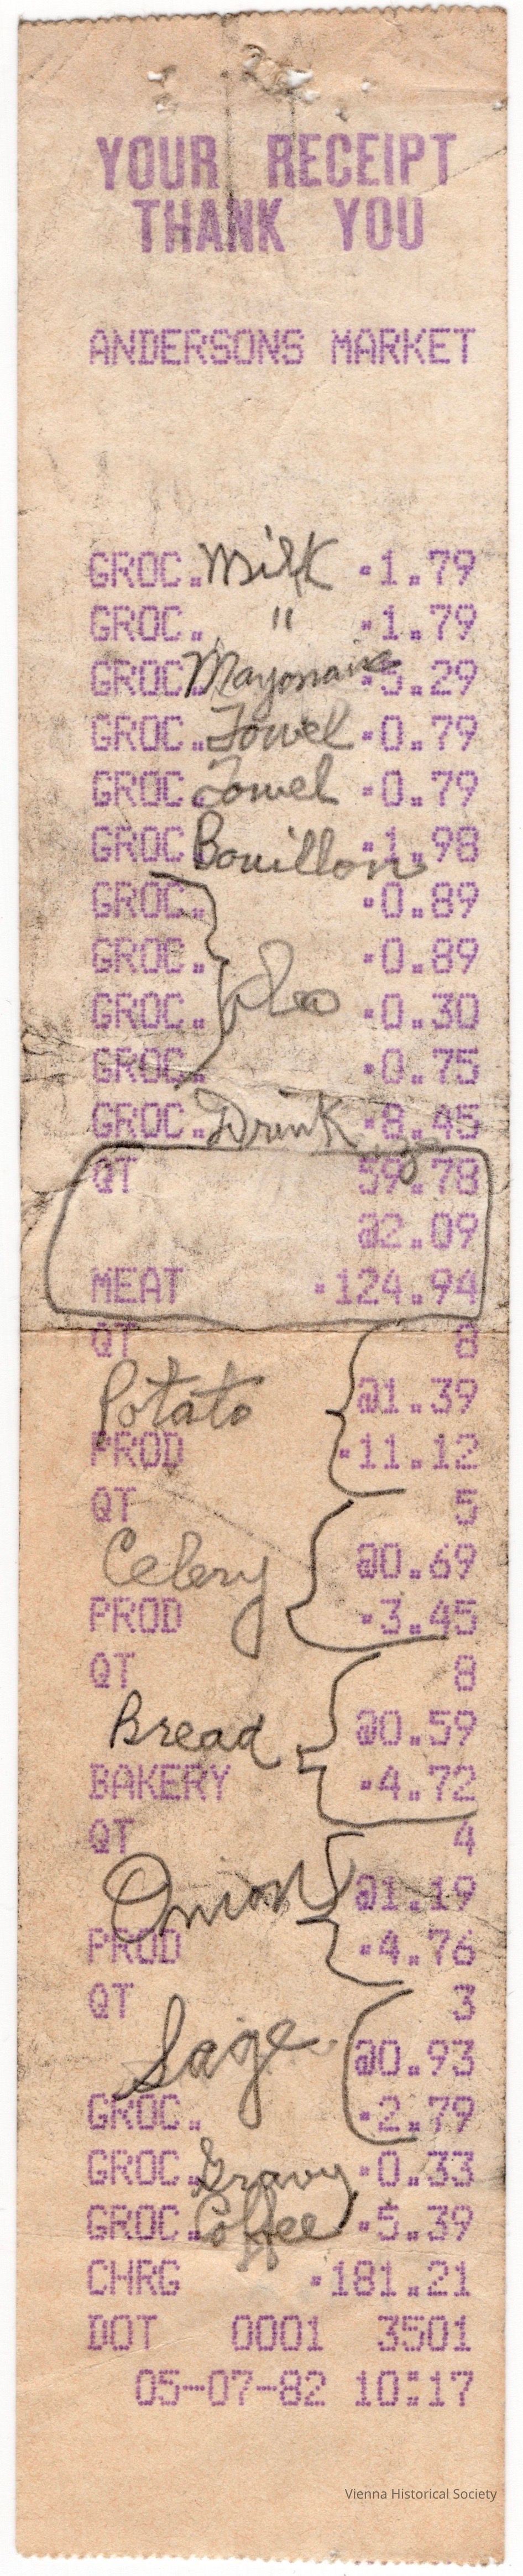 YOUR RECEIPT
THANK YOU
ANDERSONS MARKET
GROC. Milk ·1.79
GROC. " ·1.79
GROC. Mayonaise ·5.29
GROC. Towel ·0.79
GROC. Towel ·0.79
GROC. Bouillon ·1.98
GROC. ·0.89
GROC. ·0.89
GROC. Oleo ·0.30
GROC. ·0.75
GROC. Drink ·8.45
QT 59.78
@2.09
MEAT ·124.94
QT 8
Potato @1.39
PROD ·11.12
QT 5
Celery @0.69
PROD ·3.45
QT 8
Bread @0.59
BAKERY ·4.72
QT 4
Onions @1.19
PROD ·4.76
QT 3
Sage @0.93
GROC. ·2.79
GROC. Gravy ·0.33
GROC. Coffee ·5.39
CHRG ·181.21
DOT 0001 3501
05-07-82 10:17
Vienna Historical Society